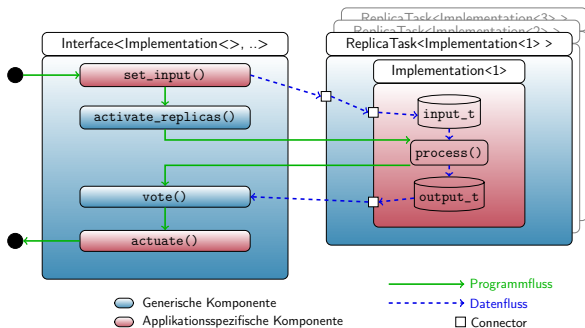 ReplicaTask<Implementation<3> >
ReplicaTask<Implementation<2> >
Interface<Implementation<>, ..>
ReplicaTask<Implementation<1> >
Implementation<1>
set_input()
input_t
activate_replicas()
process()
vote()
output_t
actuate()
Generische Komponente
Applikationsspezifische Komponente
Programmfluss
Datenfluss
Connector